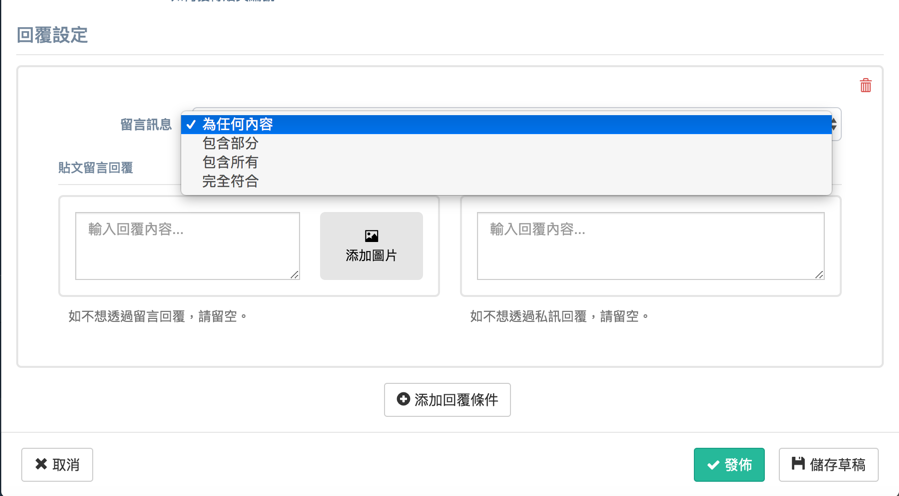 回覆設定
留言訊息
為任何內容
包含部分
包含所有
完全符合
貼文留言回覆
輸入回覆內容...
添加圖片
輸入回覆內容...
如不想透過留言回覆，請留空。
如不想透過私訊回覆，請留空。
添加回覆條件
取消
發佈
儲存草稿